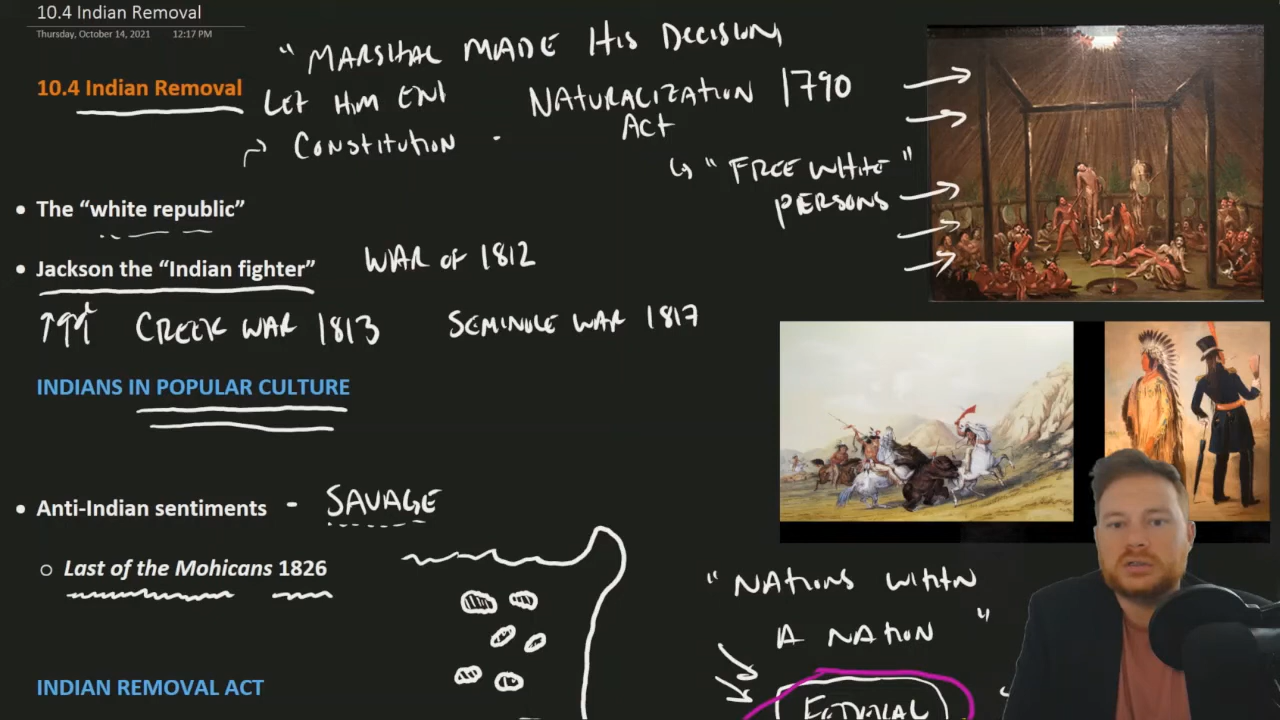 10.4 Indian Removal
Thursday, October 14, 2021 12:17 PM
10.4 Indian Removal
"MARSHAL MADE HIS DECISION,
LET HIM
CONSTITUTION
NATURALIZATION 1790
ACT
"FREE WHITE"
PERSONS
The "white republic"
Jackson the "Indian fighter"
WAR OF 1812
CREEK WAR 1813
SEMINOLE WAR 1817
INDIANS IN POPULAR CULTURE
Anti-Indian sentiments - SAVAGE
Last of the Mohicans 1826
"NATIONS WITHIN
A NATION"
FEDERAL
INDIAN REMOVAL ACT